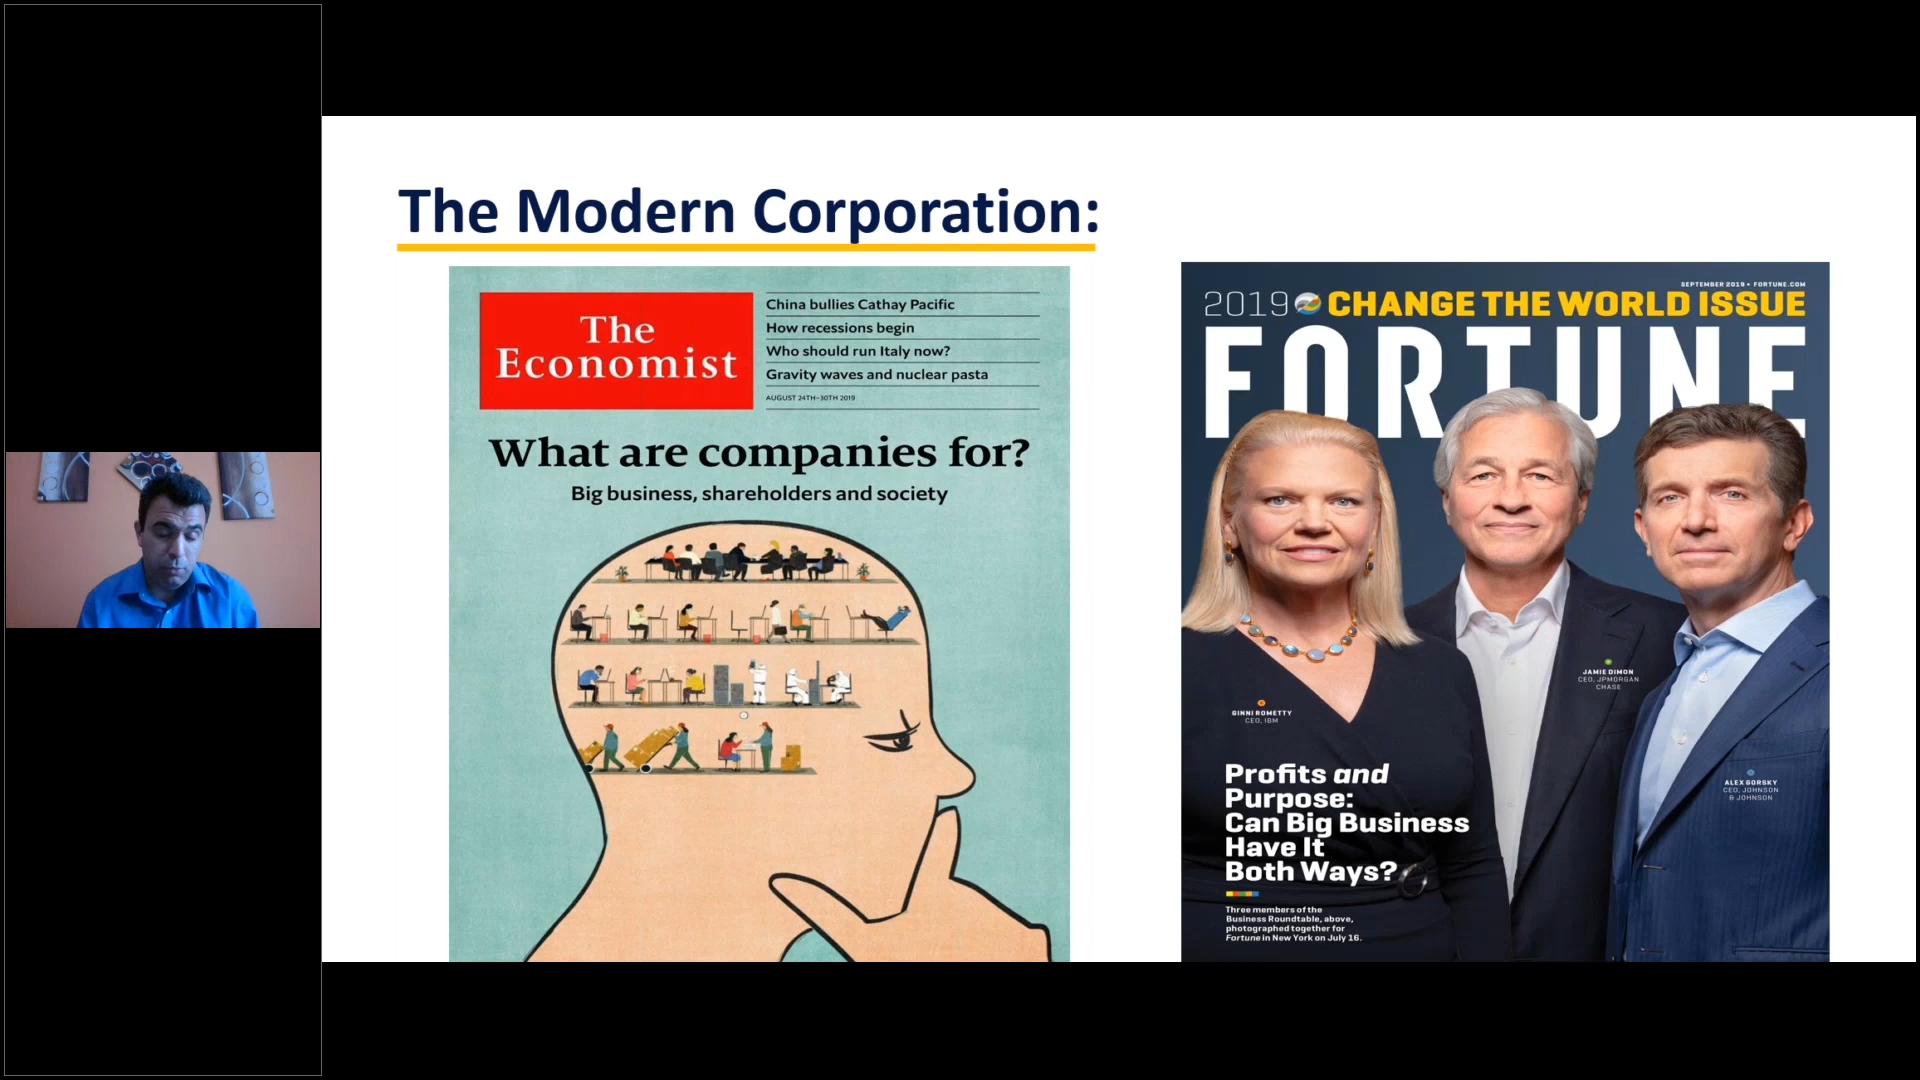 The Modern Corporation:
The
Economist
China bullies Cathay Pacific
How recessions begin
Who should run Italy now?
Gravity waves and nuclear pasta
AUGUST 24TH–30TH 2019
What are companies for?
Big business, shareholders and society
SEPTEMBER 2019 • FORTUNE.COM
2019 CHANGE THE WORLD ISSUE
FORTUNE
JAMIE DIMON
CEO, JPMORGAN
CHASE
GINNI ROMETTY
CEO, IBM
ALEX GORSKY
CEO, JOHNSON
& JOHNSON
Profits and
Purpose:
Can Big Business
Have It
Both Ways?
Three members of the
Business Roundtable, above,
photographed together for
Fortune in New York on July 16.